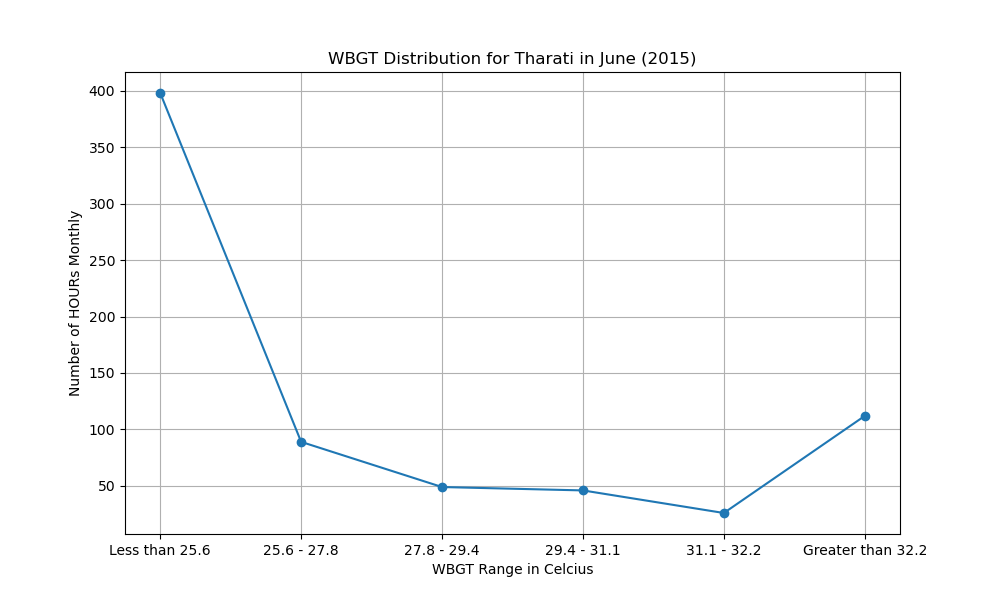 WBGT Distribution for Tharati in June (2015)
Number of HOURs Monthly
400
350
300
250
200
150
100
50
Less than 25.6
25.6 - 27.8
27.8 - 29.4
29.4 - 31.1
31.1 - 32.2
Greater than 32.2
WBGT Range in Celcius